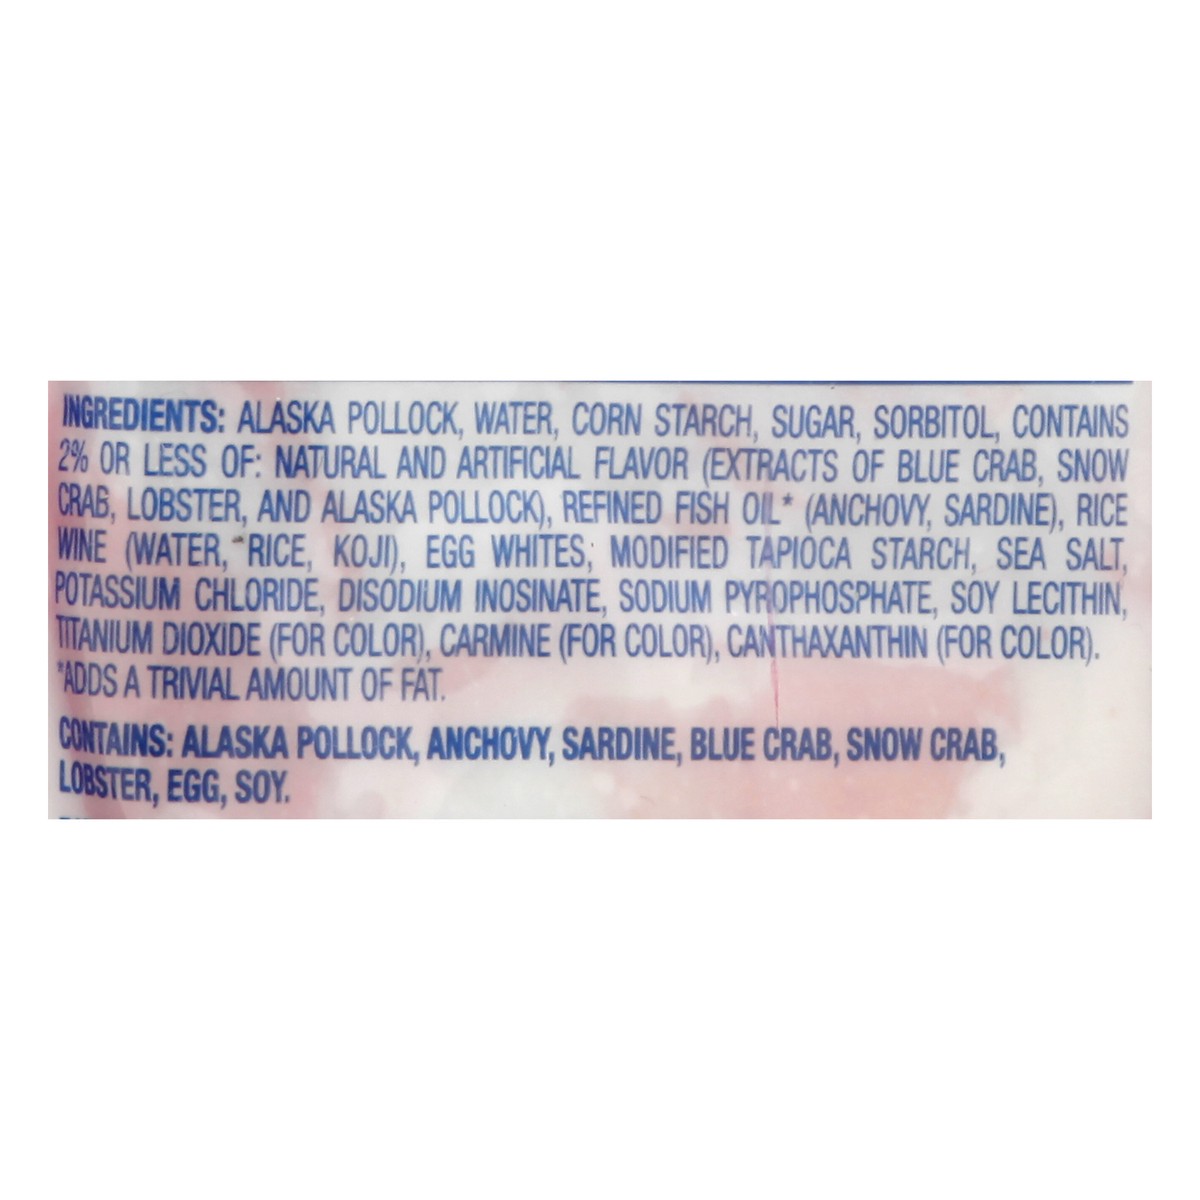 INGREDIENTS: ALASKA POLLOCK, WATER, CORN STARCH, SUGAR, SORBITOL, CONTAINS
2% OR LESS OF: NATURAL AND ARTIFICIAL FLAVOR (EXTRACTS OF BLUE CRAB, SNOW
CRAB, LOBSTER, AND ALASKA POLLOCK), REFINED FISH OIL* (ANCHOVY, SARDINE), RICE
WINE (WATER, RICE, KOJI), EGG WHITES, MODIFIED TAPIOCA STARCH, SEA SALT,
POTASSIUM CHLORIDE, DISODIUM INOSINATE, SODIUM PYROPHOSPHATE, SOY LECITHIN,
TITANIUM DIOXIDE (FOR COLOR), CARMINE (FOR COLOR), CANTHAXANTHIN (FOR COLOR).
*ADDS A TRIVIAL AMOUNT OF FAT.
CONTAINS: ALASKA POLLOCK, ANCHOVY, SARDINE, BLUE CRAB, SNOW CRAB,
LOBSTER, EGG, SOY.